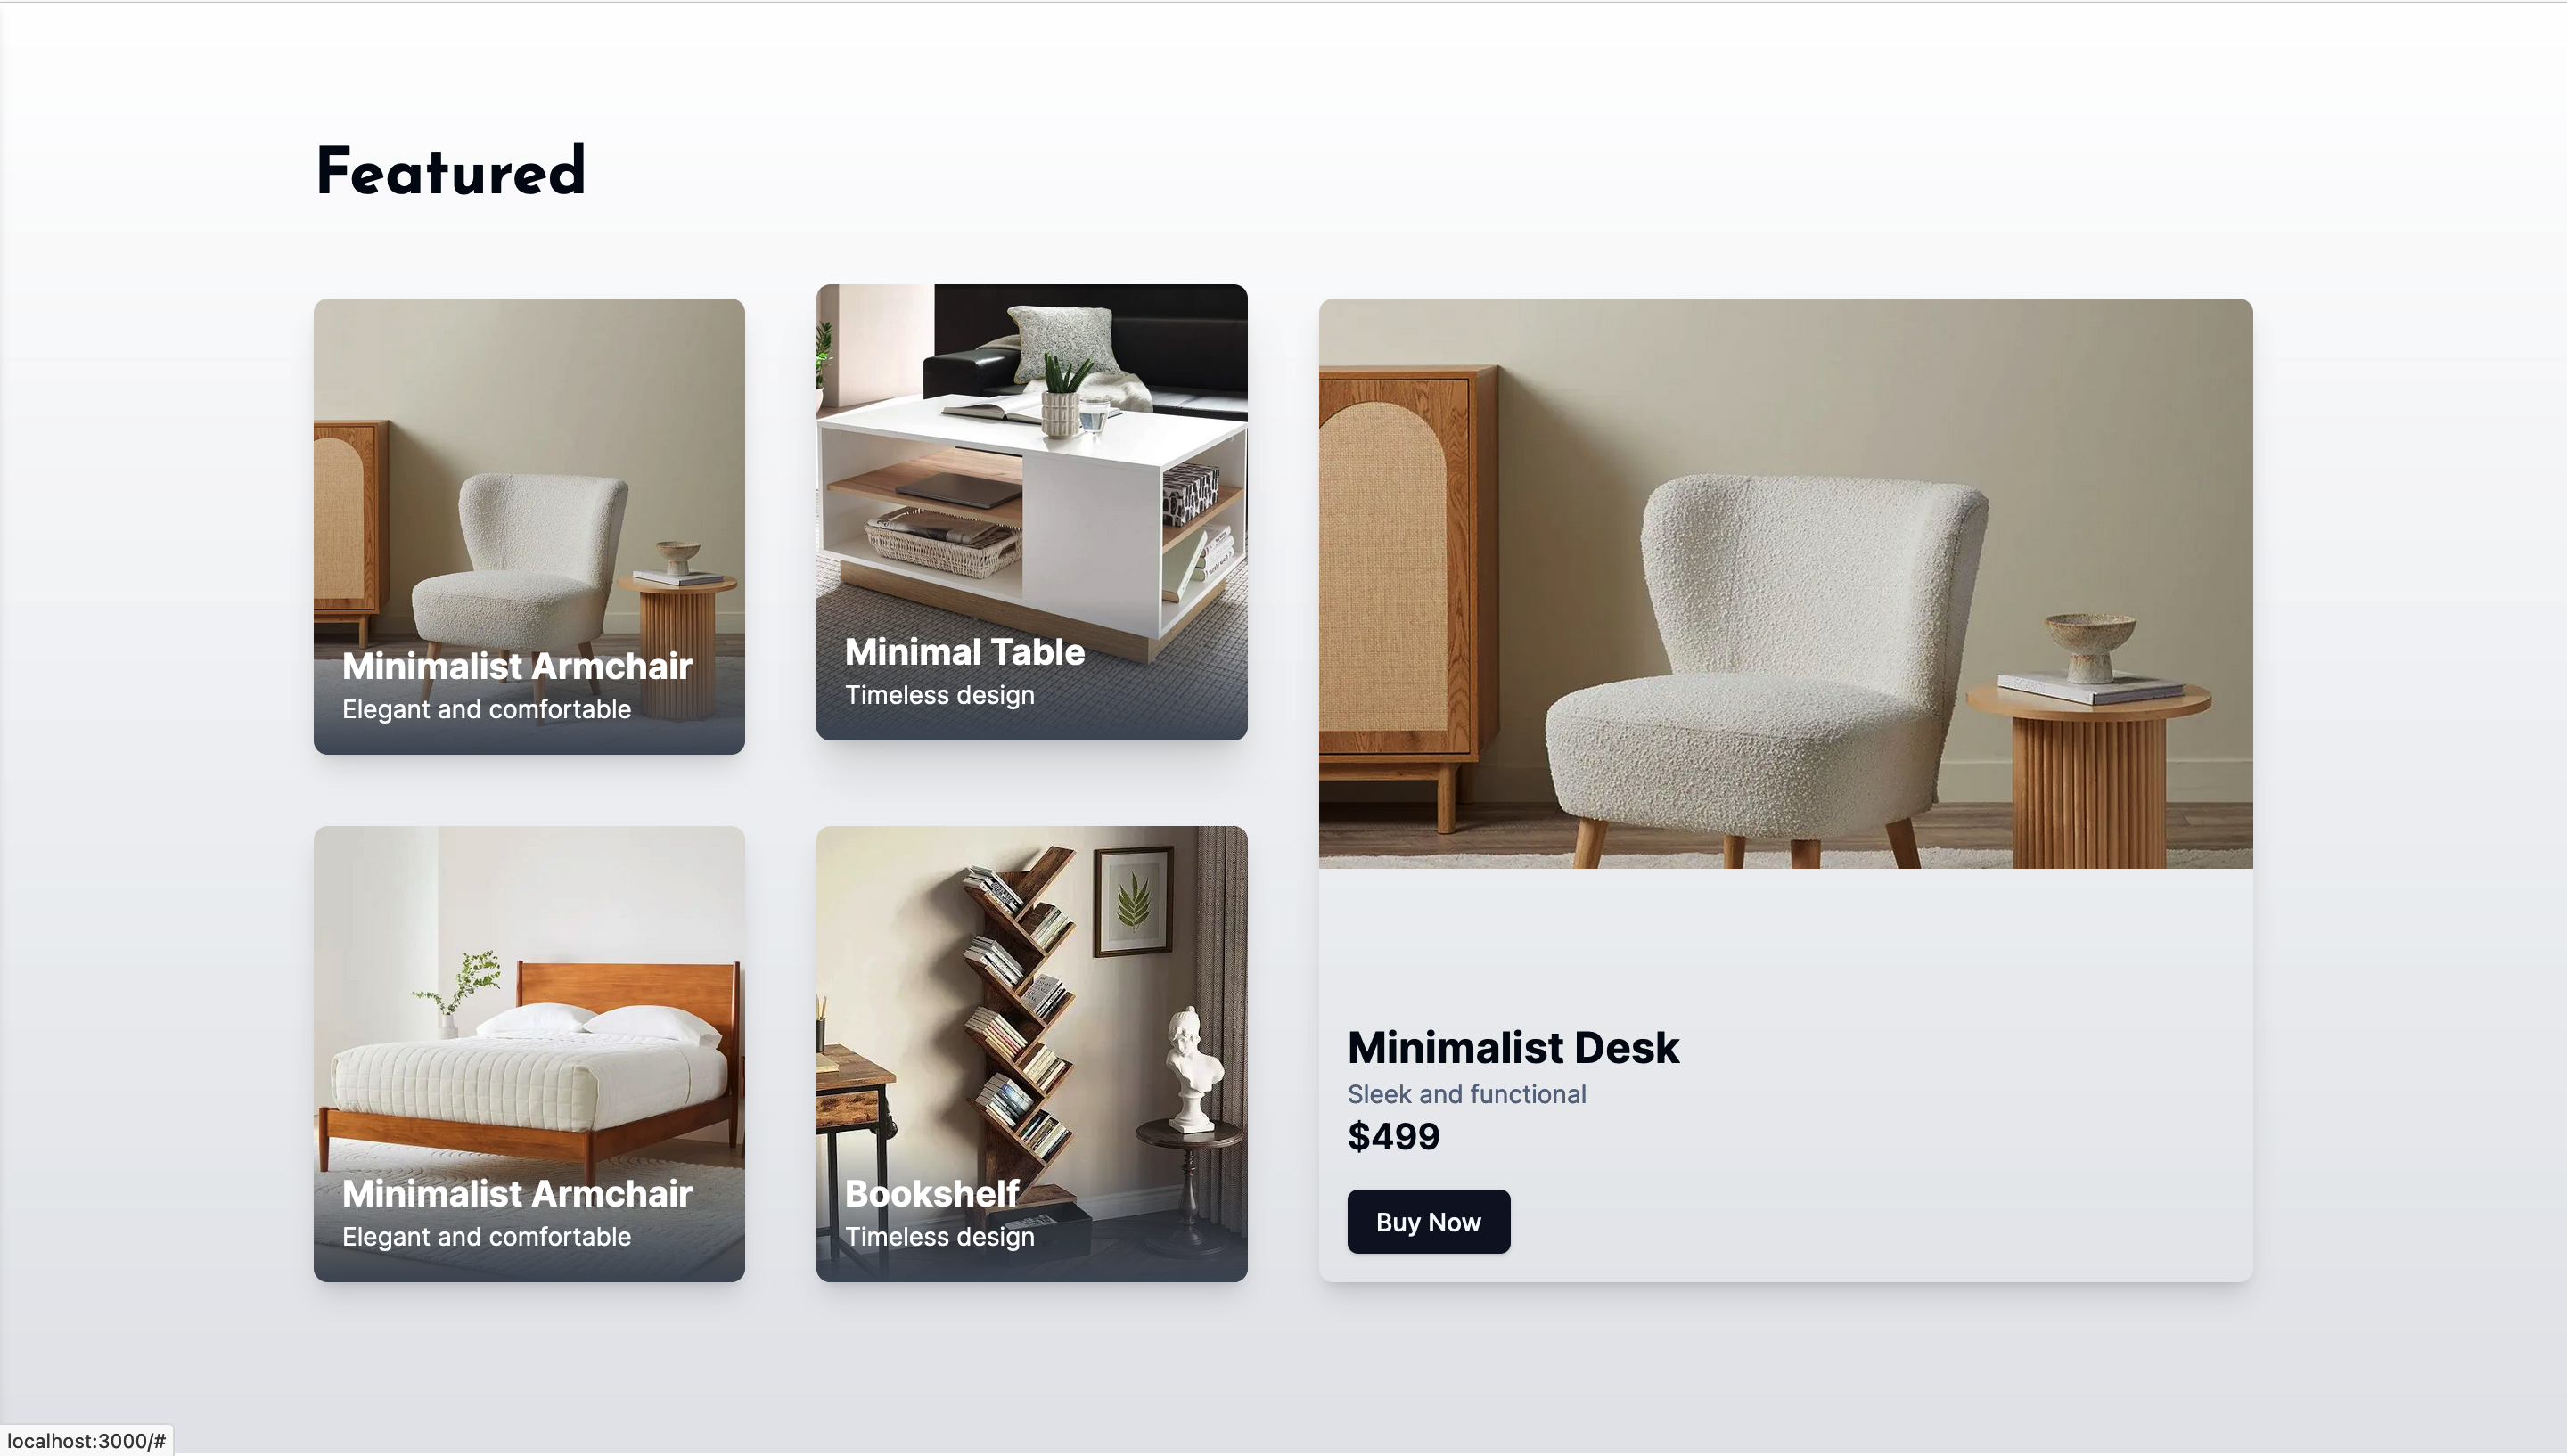 Featured
Minimalist Armchair
Elegant and comfortable
Minimal Table
Timeless design
Minimalist Armchair
Elegant and comfortable
Bookshelf
Timeless design
Minimalist Desk
Sleek and functional
$499
Buy Now
localhost:3000/#